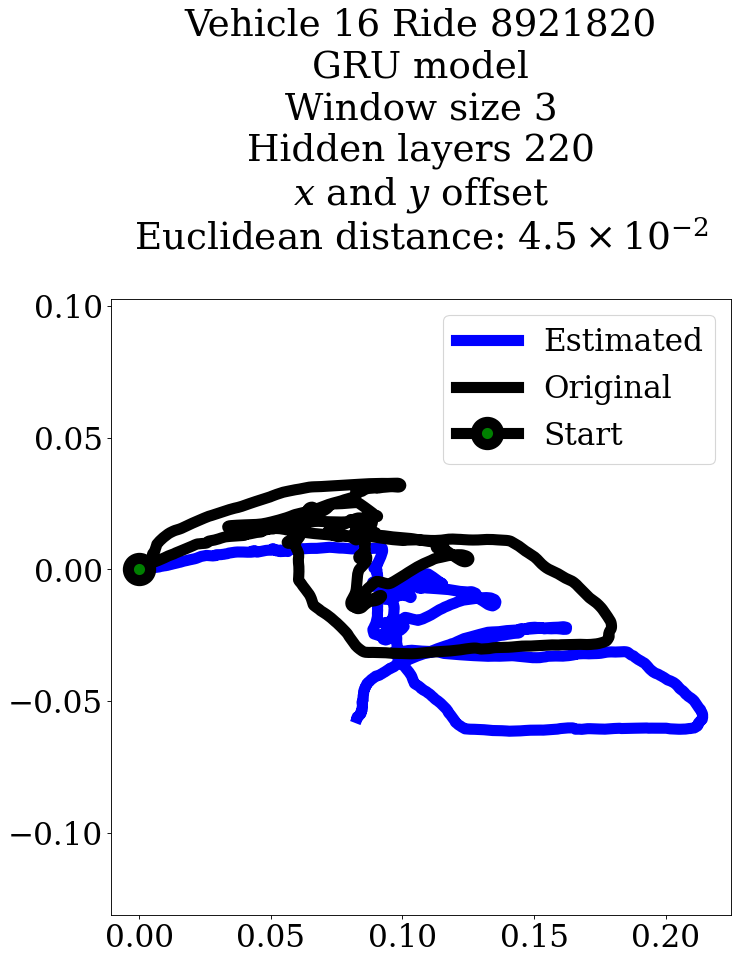 Vehicle 16 Ride 8921820
GRU model
Window size 3
Hidden layers 220
x and y offset
Euclidean distance: 4.5 × 10⁻²
0.10
Estimated
Original
Start
0.05
0.00
−0.05
−0.10
0.00 0.05 0.10 0.15 0.20